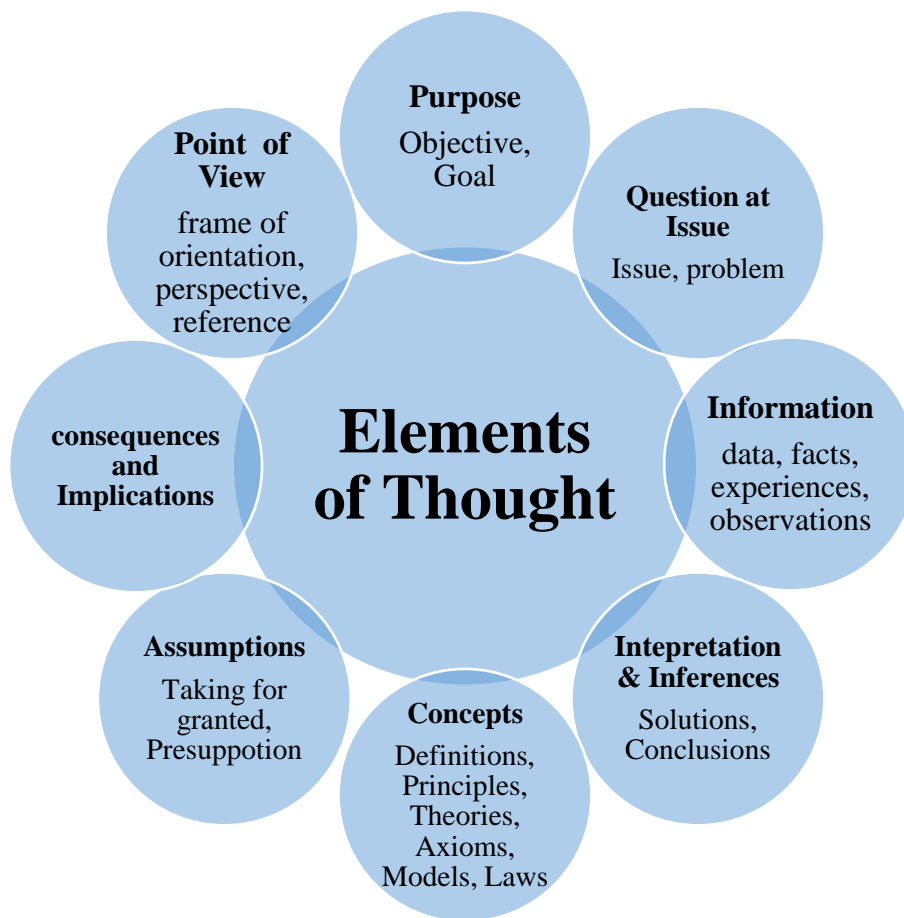 Purpose
Objective,
Goal
Question at
Issue
Issue, problem
Information
data, facts,
experiences,
observations
Intepretation
& Inferences
Solutions,
Conclusions
Concepts
Definitions,
Principles,
Theories,
Axioms,
Models, Laws
Assumptions
Taking for
granted,
Presuppotion
consequences
and
Implications
Point of
View
frame of
orientation,
perspective,
reference
Elements
of Thought